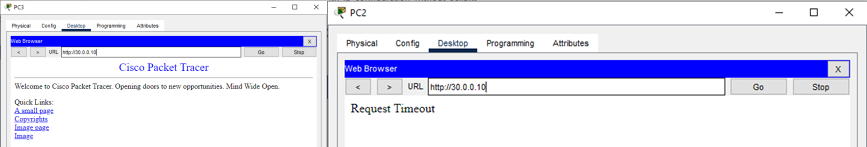 PC3
Physical Config Desktop Programming Attributes
Web Browser X
< > URL http://30.0.0.10 Go Stop
Cisco Packet Tracer
Welcome to Cisco Packet Tracer. Opening doors to new opportunities. Mind Wide Open.
Quick Links:
A small page
Copyrights
Image page
Image
PC2
Physical Config Desktop Programming Attributes
Web Browser X
< > URL http://30.0.0.10 Go Stop
Request Timeout